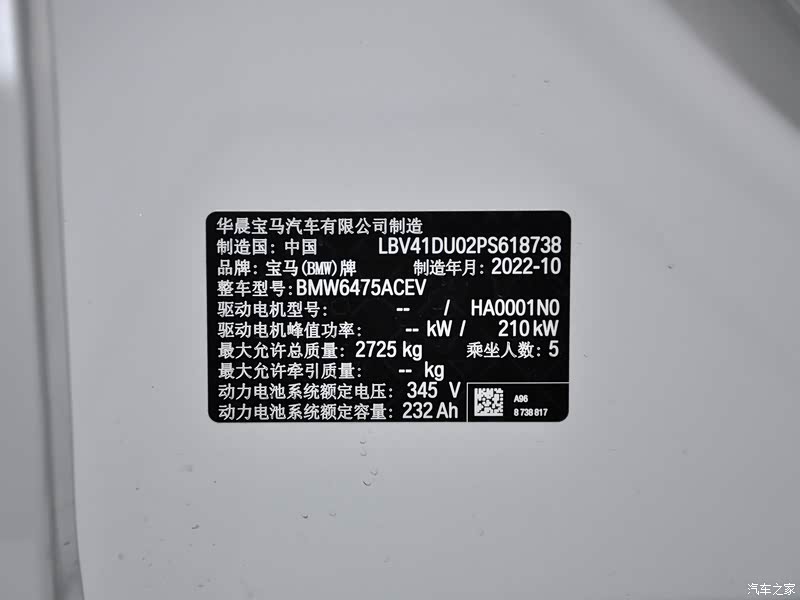 华晨宝马汽车有限公司制造
制造国: 中国 LBV41DU02PS618738
品牌: 宝马(BMW)牌 制造年月: 2022-10
整车型号: BMW6475ACEV
驱动电机型号: -- / HA0001N0
驱动电机峰值功率: -- kW / 210 kW
最大允许总质量: 2725 kg 乘坐人数: 5
最大允许牵引质量: -- kg
动力电池系统额定电压: 345 V
动力电池系统额定容量: 232 Ah
A96
8 738 817
汽车之家